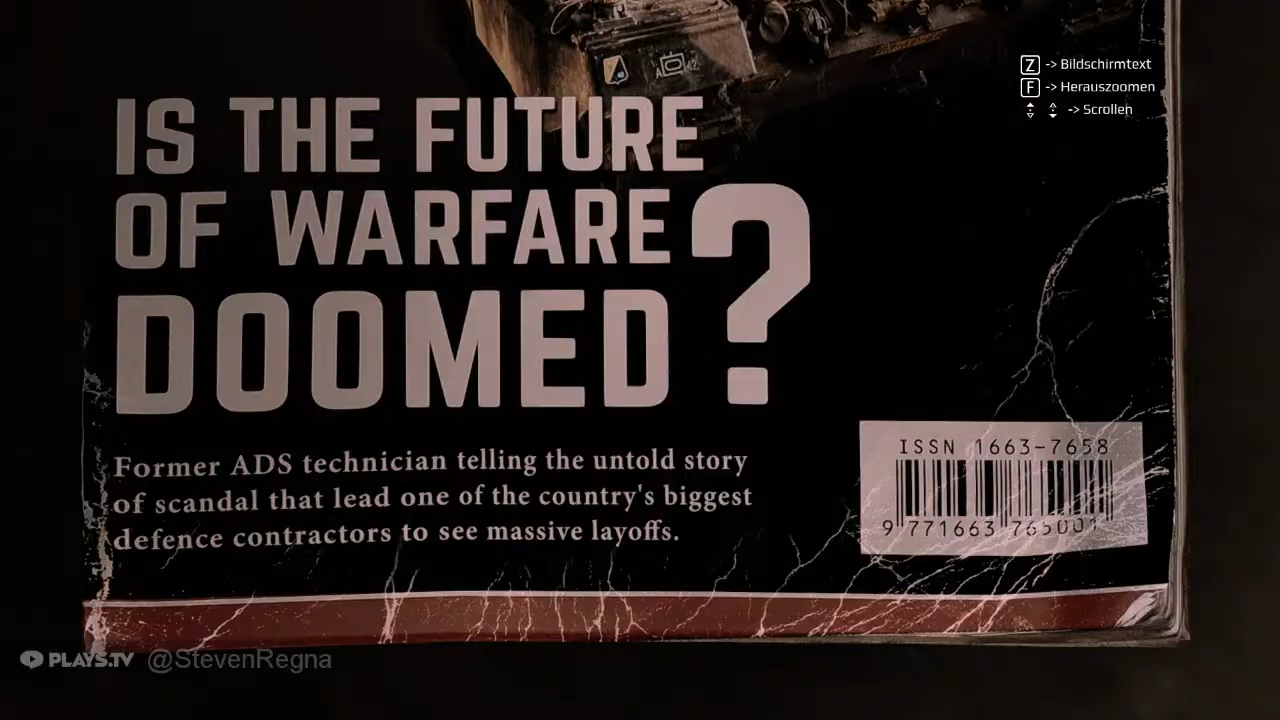 Z -> Bildschirmtext
F -> Herauszoomen
-> Scrollen
IS THE FUTURE
OF WARFARE
DOOMED?
Former ADS technician telling the untold story
of scandal that lead one of the country's biggest
defence contractors to see massive layoffs.
ISSN 1663-7658
9 771663 765001
PLAYS.TV @StevenRegna